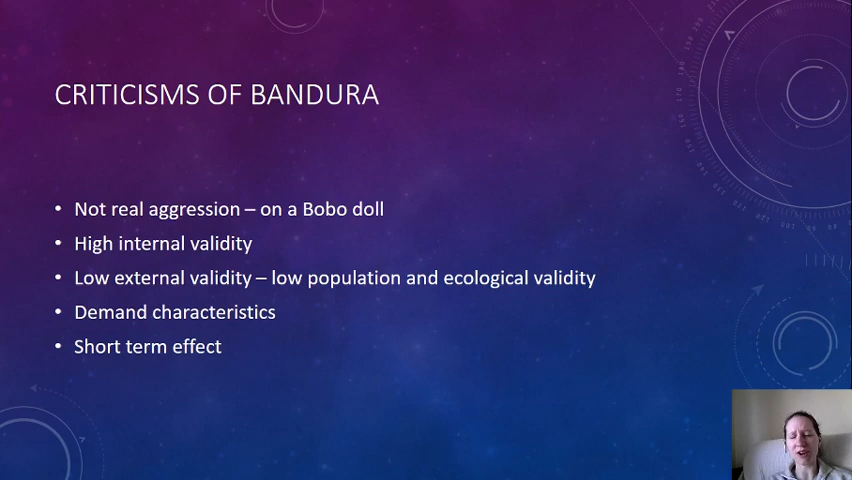 CRITICISMS OF BANDURA
• Not real aggression – on a Bobo doll
• High internal validity
• Low external validity – low population and ecological validity
• Demand characteristics
• Short term effect